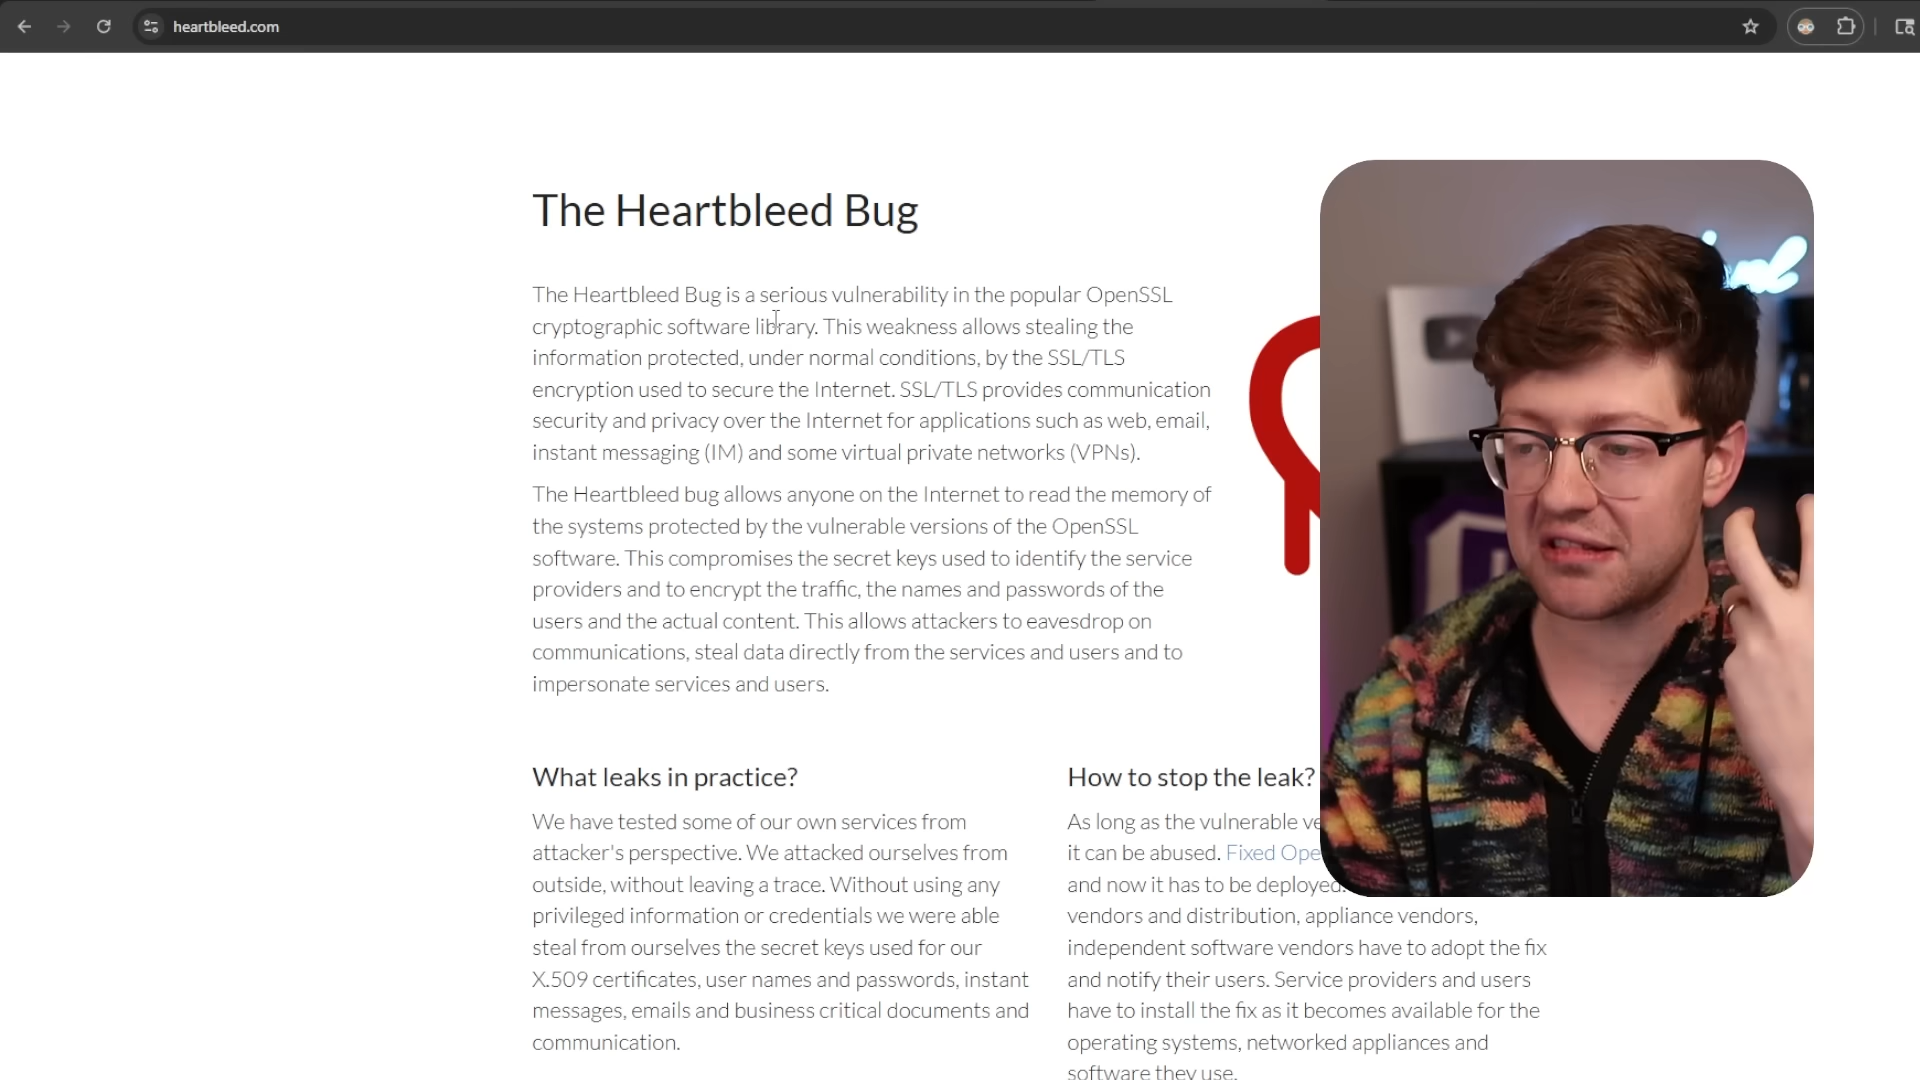 heartbleed.com
The Heartbleed Bug
The Heartbleed Bug is a serious vulnerability in the popular OpenSSL
cryptographic software library. This weakness allows stealing the
information protected, under normal conditions, by the SSL/TLS
encryption used to secure the Internet. SSL/TLS provides communication
security and privacy over the Internet for applications such as web, email,
instant messaging (IM) and some virtual private networks (VPNs).
The Heartbleed bug allows anyone on the Internet to read the memory of
the systems protected by the vulnerable versions of the OpenSSL
software. This compromises the secret keys used to identify the service
providers and to encrypt the traffic, the names and passwords of the
users and the actual content. This allows attackers to eavesdrop on
communications, steal data directly from the services and users and to
impersonate services and users.
What leaks in practice?
We have tested some of our own services from
attacker's perspective. We attacked ourselves from
outside, without leaving a trace. Without using any
privileged information or credentials we were able
steal from ourselves the secret keys used for our
X.509 certificates, user names and passwords, instant
messages, emails and business critical documents and
communication.
How to stop the leak?
As long as the vulnerable ve
it can be abused. Fixed Ope
and now it has to be deployed.
vendors and distribution, appliance vendors,
independent software vendors have to adopt the fix
and notify their users. Service providers and users
have to install the fix as it becomes available for the
operating systems, networked appliances and
software they use.